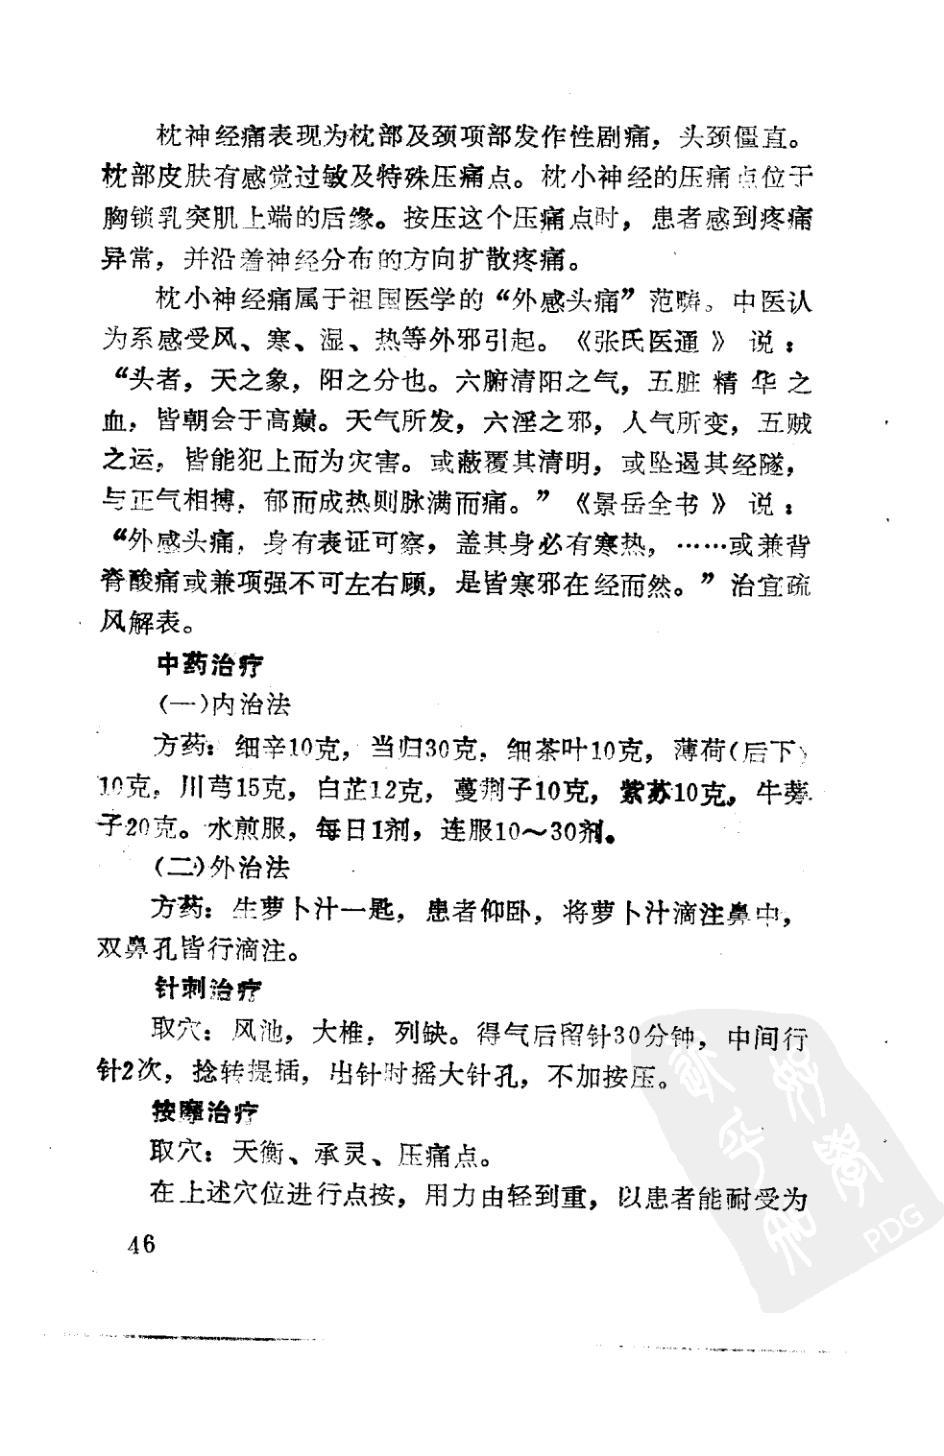 枕神经痛表现为枕部及颈项部发作性剧痛，头颈僵直。
枕部皮肤有感觉过敏及特殊压痛点。枕小神经的压痛点位于
胸锁乳突肌上端的后缘。按压这个压痛点时，患者感到疼痛
异常，并沿着神经分布的方向扩散疼痛。
枕小神经痛属于祖国医学的“外感头痛”范畴。中医认
为系感受风、寒、湿、热等外邪引起。《张氏医通》说：
“头者，天之象，阳之分也。六腑清阳之气，五脏精华之
血，皆朝会于高巅。天气所发，六淫之邪，人气所变，五贼
之运，皆能犯上而为灾害。或蔽覆其清明，或坠遏其经隧，
与正气相搏，郁而成热则脉满而痛。”《景岳全书》说：
“外感头痛，身有表证可察，盖其身必有寒热，……或兼背
脊酸痛或兼项强不可左右顾，是皆寒邪在经而然。”治宜疏
风解表。
中药治疗
（一）内治法
方药：细辛10克，当归30克，细茶叶10克，薄荷（后下）
10克，川芎15克，白芷12克，蔓荆子10克，紫苏10克，牛蒡
子20克。水煎服，每日1剂，连服10～30剂。
（二）外治法
方药：生萝卜汁一匙，患者仰卧，将萝卜汁滴注鼻中，
双鼻孔皆行滴注。
针刺治疗
取穴：风池，大椎，列缺。得气后留针30分钟，中间行
针2次，捻转提插，出针时摇大针孔，不加按压。
按摩治疗
取穴：天衡、承灵、压痛点。
在上述穴位进行点按，用力由轻到重，以患者能耐受为
46
PDG